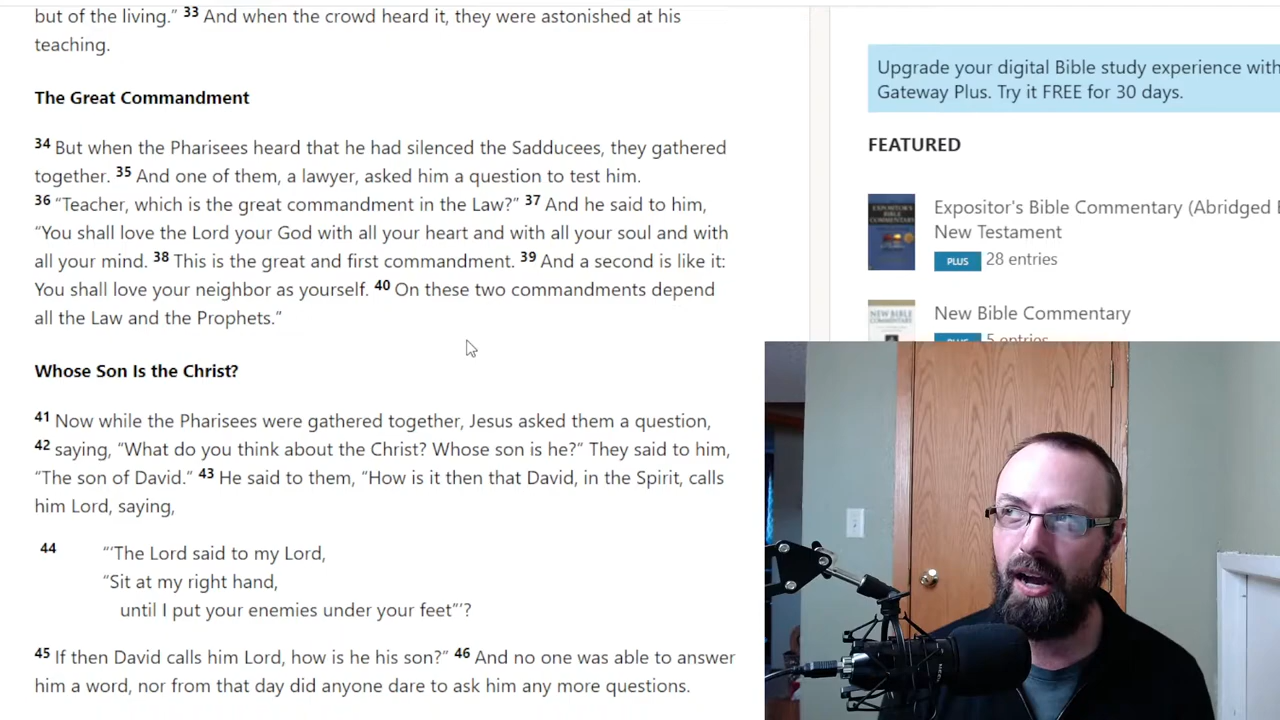 but of the living.” 33 And when the crowd heard it, they were astonished at his
teaching.
The Great Commandment
34 But when the Pharisees heard that he had silenced the Sadducees, they gathered
together. 35 And one of them, a lawyer, asked him a question to test him.
36 “Teacher, which is the great commandment in the Law?” 37 And he said to him,
“You shall love the Lord your God with all your heart and with all your soul and with
all your mind. 38 This is the great and first commandment. 39 And a second is like it:
You shall love your neighbor as yourself. 40 On these two commandments depend
all the Law and the Prophets.”
Whose Son Is the Christ?
41 Now while the Pharisees were gathered together, Jesus asked them a question,
42 saying, “What do you think about the Christ? Whose son is he?” They said to him,
“The son of David.” 43 He said to them, “How is it then that David, in the Spirit, calls
him Lord, saying,
44 “‘The Lord said to my Lord,
“Sit at my right hand,
until I put your enemies under your feet”’?
45 If then David calls him Lord, how is he his son?” 46 And no one was able to answer
him a word, nor from that day did anyone dare to ask him any more questions.
Upgrade your digital Bible study experience with
Gateway Plus. Try it FREE for 30 days.
FEATURED
EXPOSITOR'S
BIBLE
COMMENTARY
Expositor's Bible Commentary (Abridged
New Testament
PLUS 28 entries
NEW BIBLE
COMMENTARY
New Bible Commentary
PLUS 5 entries